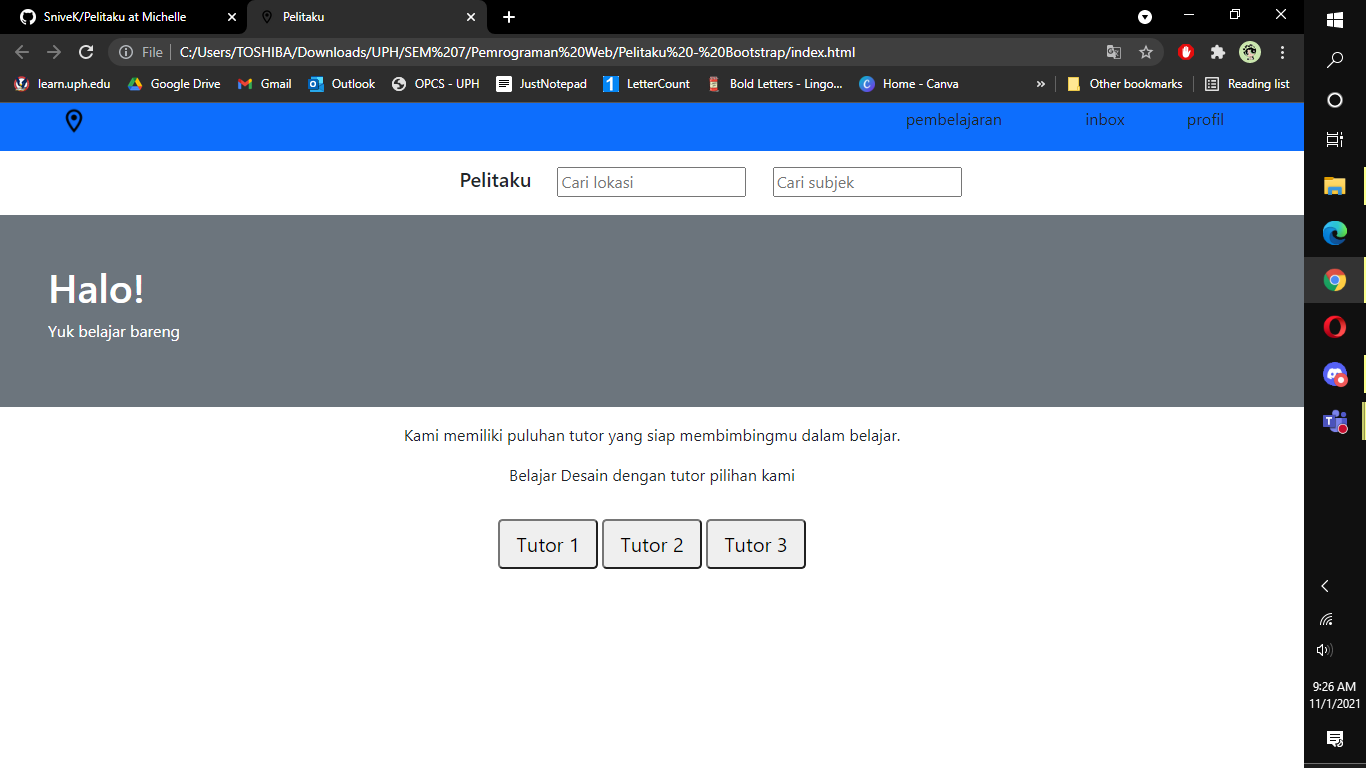 SniveK/Pelitaku at Michelle
Pelitaku
File
C:/Users/TOSHIBA/Downloads/UPH/SEM%207/Pemrograman%20Web/Pelitaku%20-%20Bootstrap/index.html
learn.uph.edu
Google Drive
Gmail
Outlook
OPCS - UPH
JustNotepad
LetterCount
Bold Letters - Lingo...
Home - Canva
»
Other bookmarks
Reading list
pembelajaran
inbox
profil
Pelitaku
Cari lokasi
Cari subjek
Halo!
Yuk belajar bareng
Kami memiliki puluhan tutor yang siap membimbingmu dalam belajar.
Belajar Desain dengan tutor pilihan kami
Tutor 1
Tutor 2
Tutor 3
9:26 AM
11/1/2021